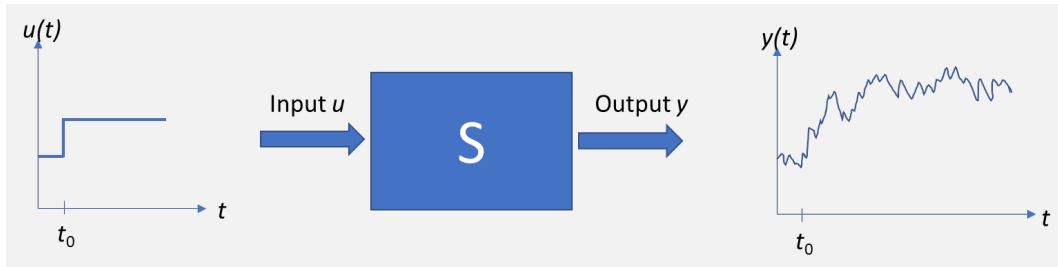 u(t)
t
t₀
Input u
S
Output y
y(t)
t
t₀